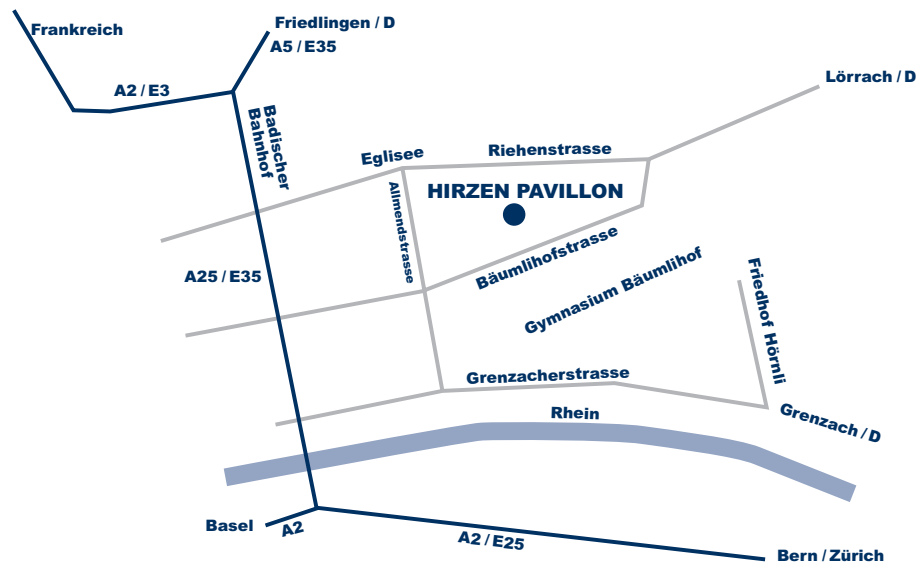 Frankreich
Friedlingen / D
A5 / E35
A2 / E3
Lörrach / D
Badischer
Bahnhof
Eglisee
Riehenstrasse
Allmendstrasse
HIRZEN PAVILLON
Bäumlihofstrasse
A25 / E35
Gymnasium Bäumlihof
Friedhof Hörnli
Grenzacherstrasse
Grenzach / D
Rhein
Basel
A2
A2 / E25
Bern / Zürich